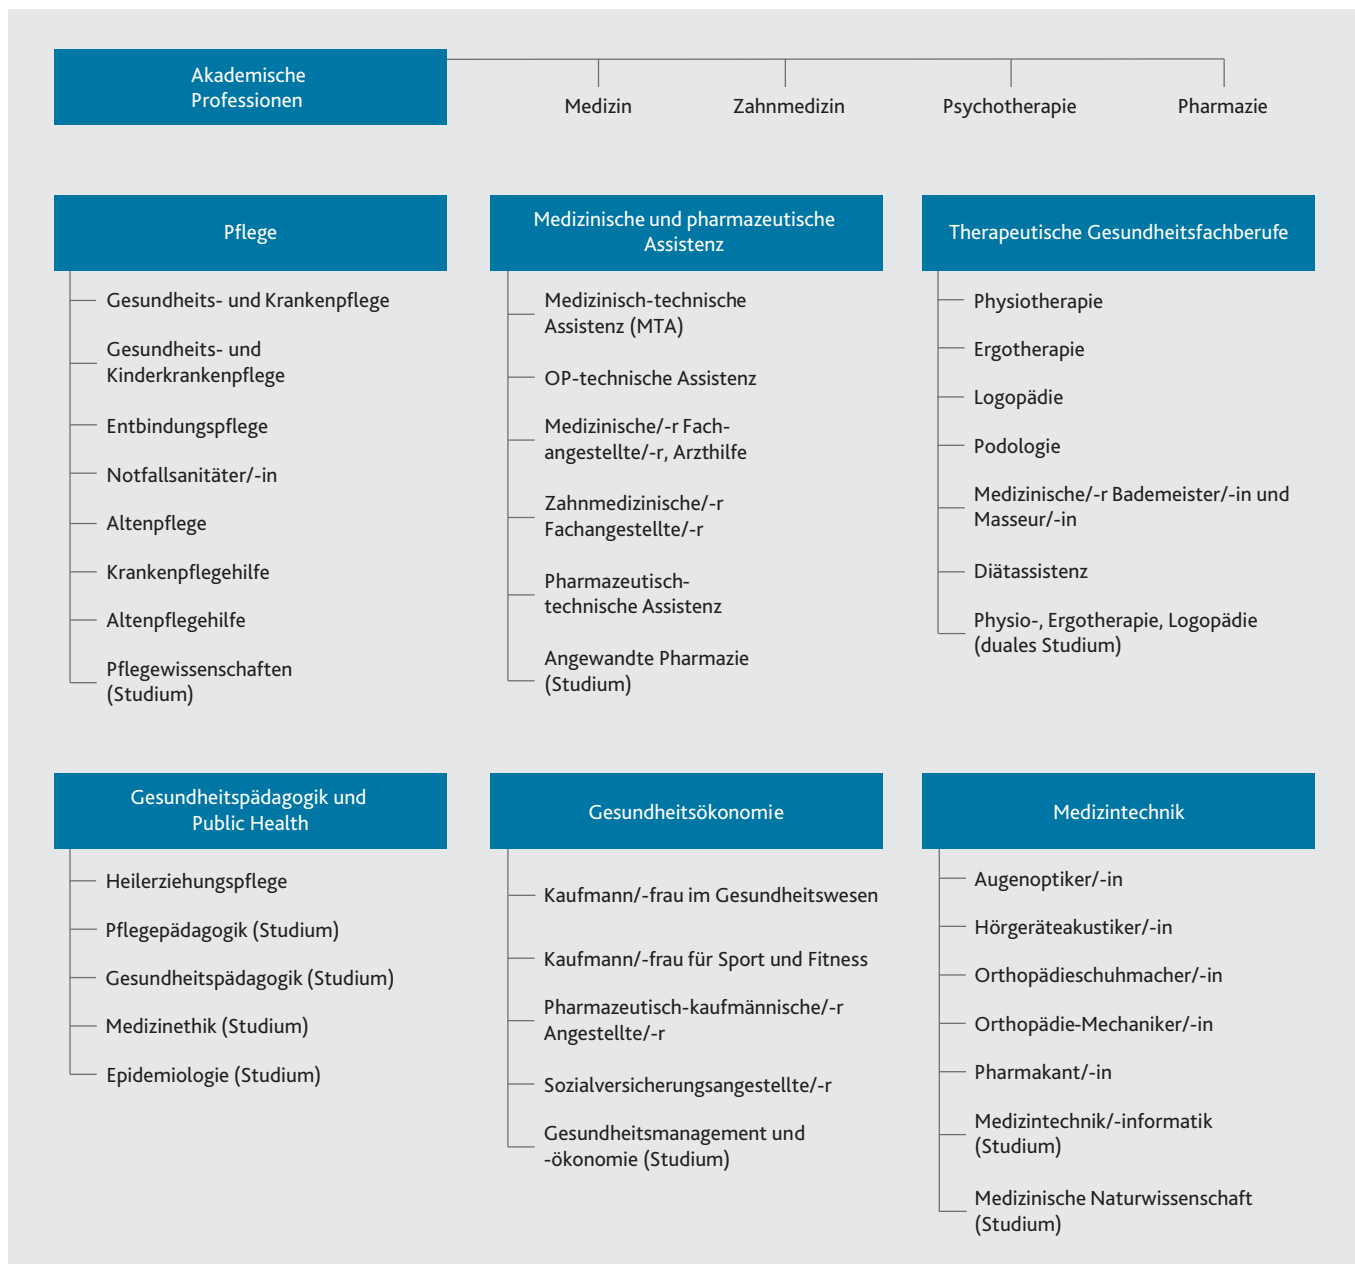 Akademische
Professionen
Medizin
Zahnmedizin
Psychotherapie
Pharmazie
Pflege
Gesundheits- und Krankenpflege
Gesundheits- und
Kinderkrankenpflege
Entbindungspflege
Notfallsanitäter/-in
Altenpflege
Krankenpflegehilfe
Altenpflegehilfe
Pflegewissenschaften
(Studium)
Medizinische und pharmazeutische
Assistenz
Medizinisch-technische
Assistenz (MTA)
OP-technische Assistenz
Medizinische/-r Fach-
angestellte/-r, Arzthilfe
Zahnmedizinische/-r
Fachangestellte/-r
Pharmazeutisch-
technische Assistenz
Angewandte Pharmazie
(Studium)
Therapeutische Gesundheitsfachberufe
Physiotherapie
Ergotherapie
Logopädie
Podologie
Medizinische/-r Bademeister/-in und
Masseur/-in
Diätassistenz
Physio-, Ergotherapie, Logopädie
(duales Studium)
Gesundheitspädagogik und
Public Health
Heilerziehungspflege
Pflegepädagogik (Studium)
Gesundheitspädagogik (Studium)
Medizinethik (Studium)
Epidemiologie (Studium)
Gesundheitsökonomie
Kaufmann/-frau im Gesundheitswesen
Kaufmann/-frau für Sport und Fitness
Pharmazeutisch-kaufmännische/-r
Angestellte/-r
Sozialversicherungsangestellte/-r
Gesundheitsmanagement und
-ökonomie (Studium)
Medizintechnik
Augenoptiker/-in
Hörgeräteakustiker/-in
Orthopädieschuhmacher/-in
Orthopädie-Mechaniker/-in
Pharmakant/-in
Medizintechnik/-informatik
(Studium)
Medizinische Naturwissenschaft
(Studium)